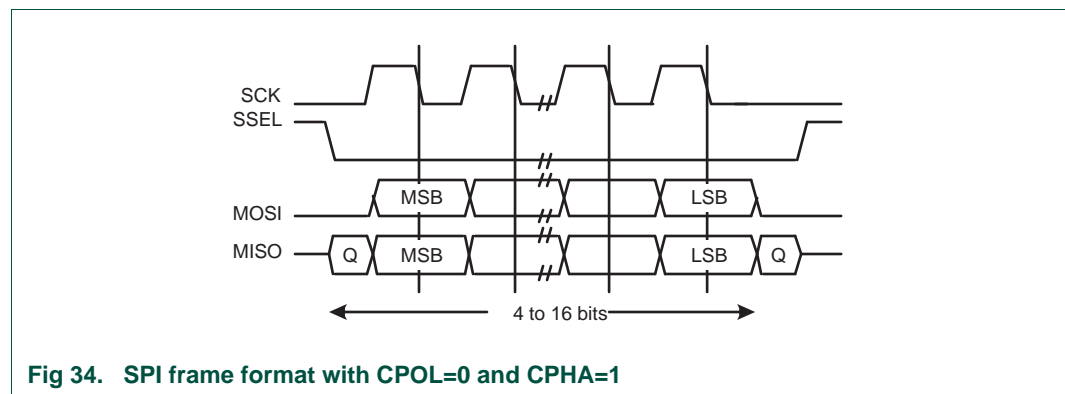 SCK
SSEL
MOSI MSB LSB
MISO Q MSB LSB Q
4 to 16 bits
Fig 34. SPI frame format with CPOL=0 and CPHA=1